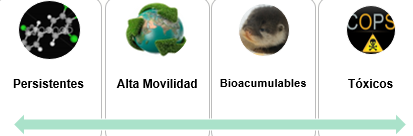 COPS
Persistentes
Alta Movilidad
Bioacumulables
Tóxicos